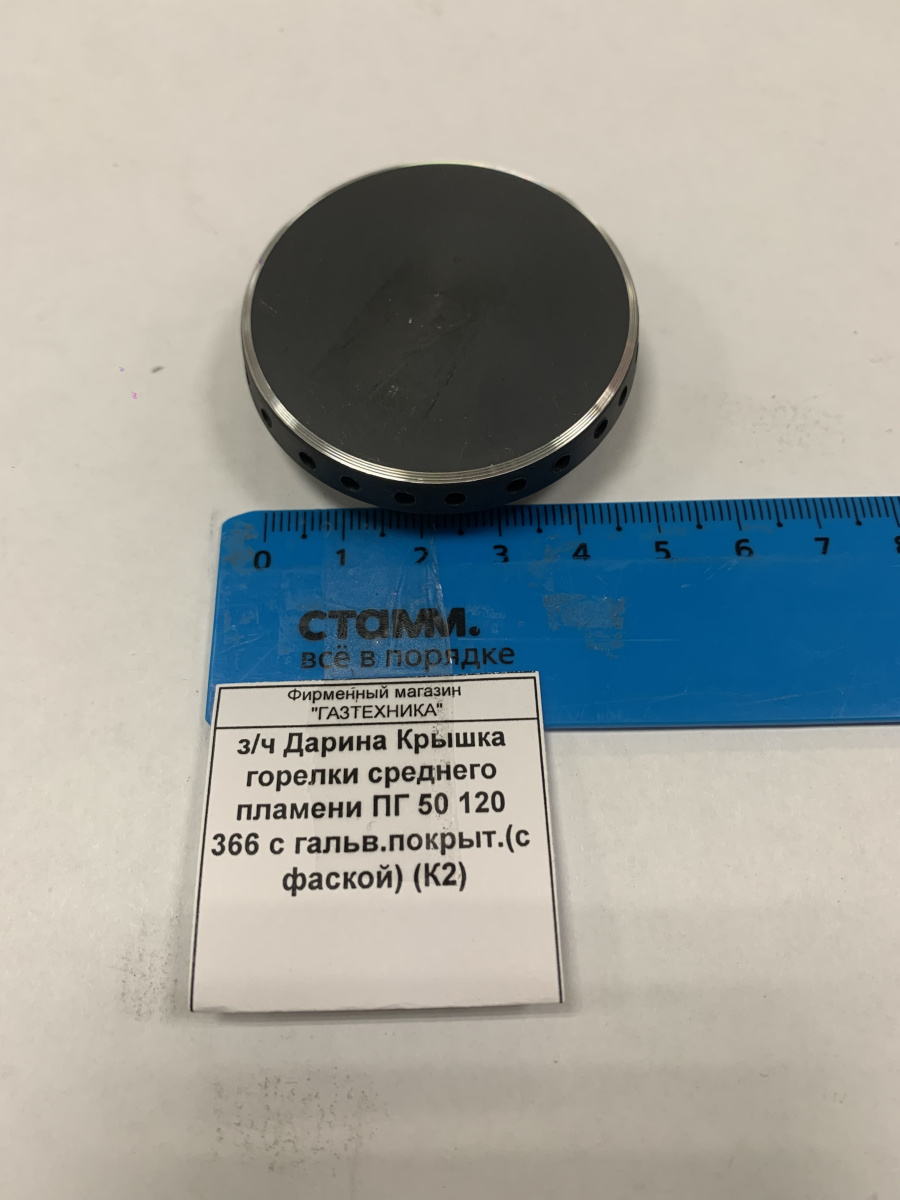 0 1 2 3 4 5 6 7 8
стамм.
всё в порядке
Фирменный магазин
"ГАЗТЕХНИКА"
з/ч Дарина Крышка
горелки среднего
пламени ПГ 50 120
366 с гальв.покрыт.(с
фаской) (К2)